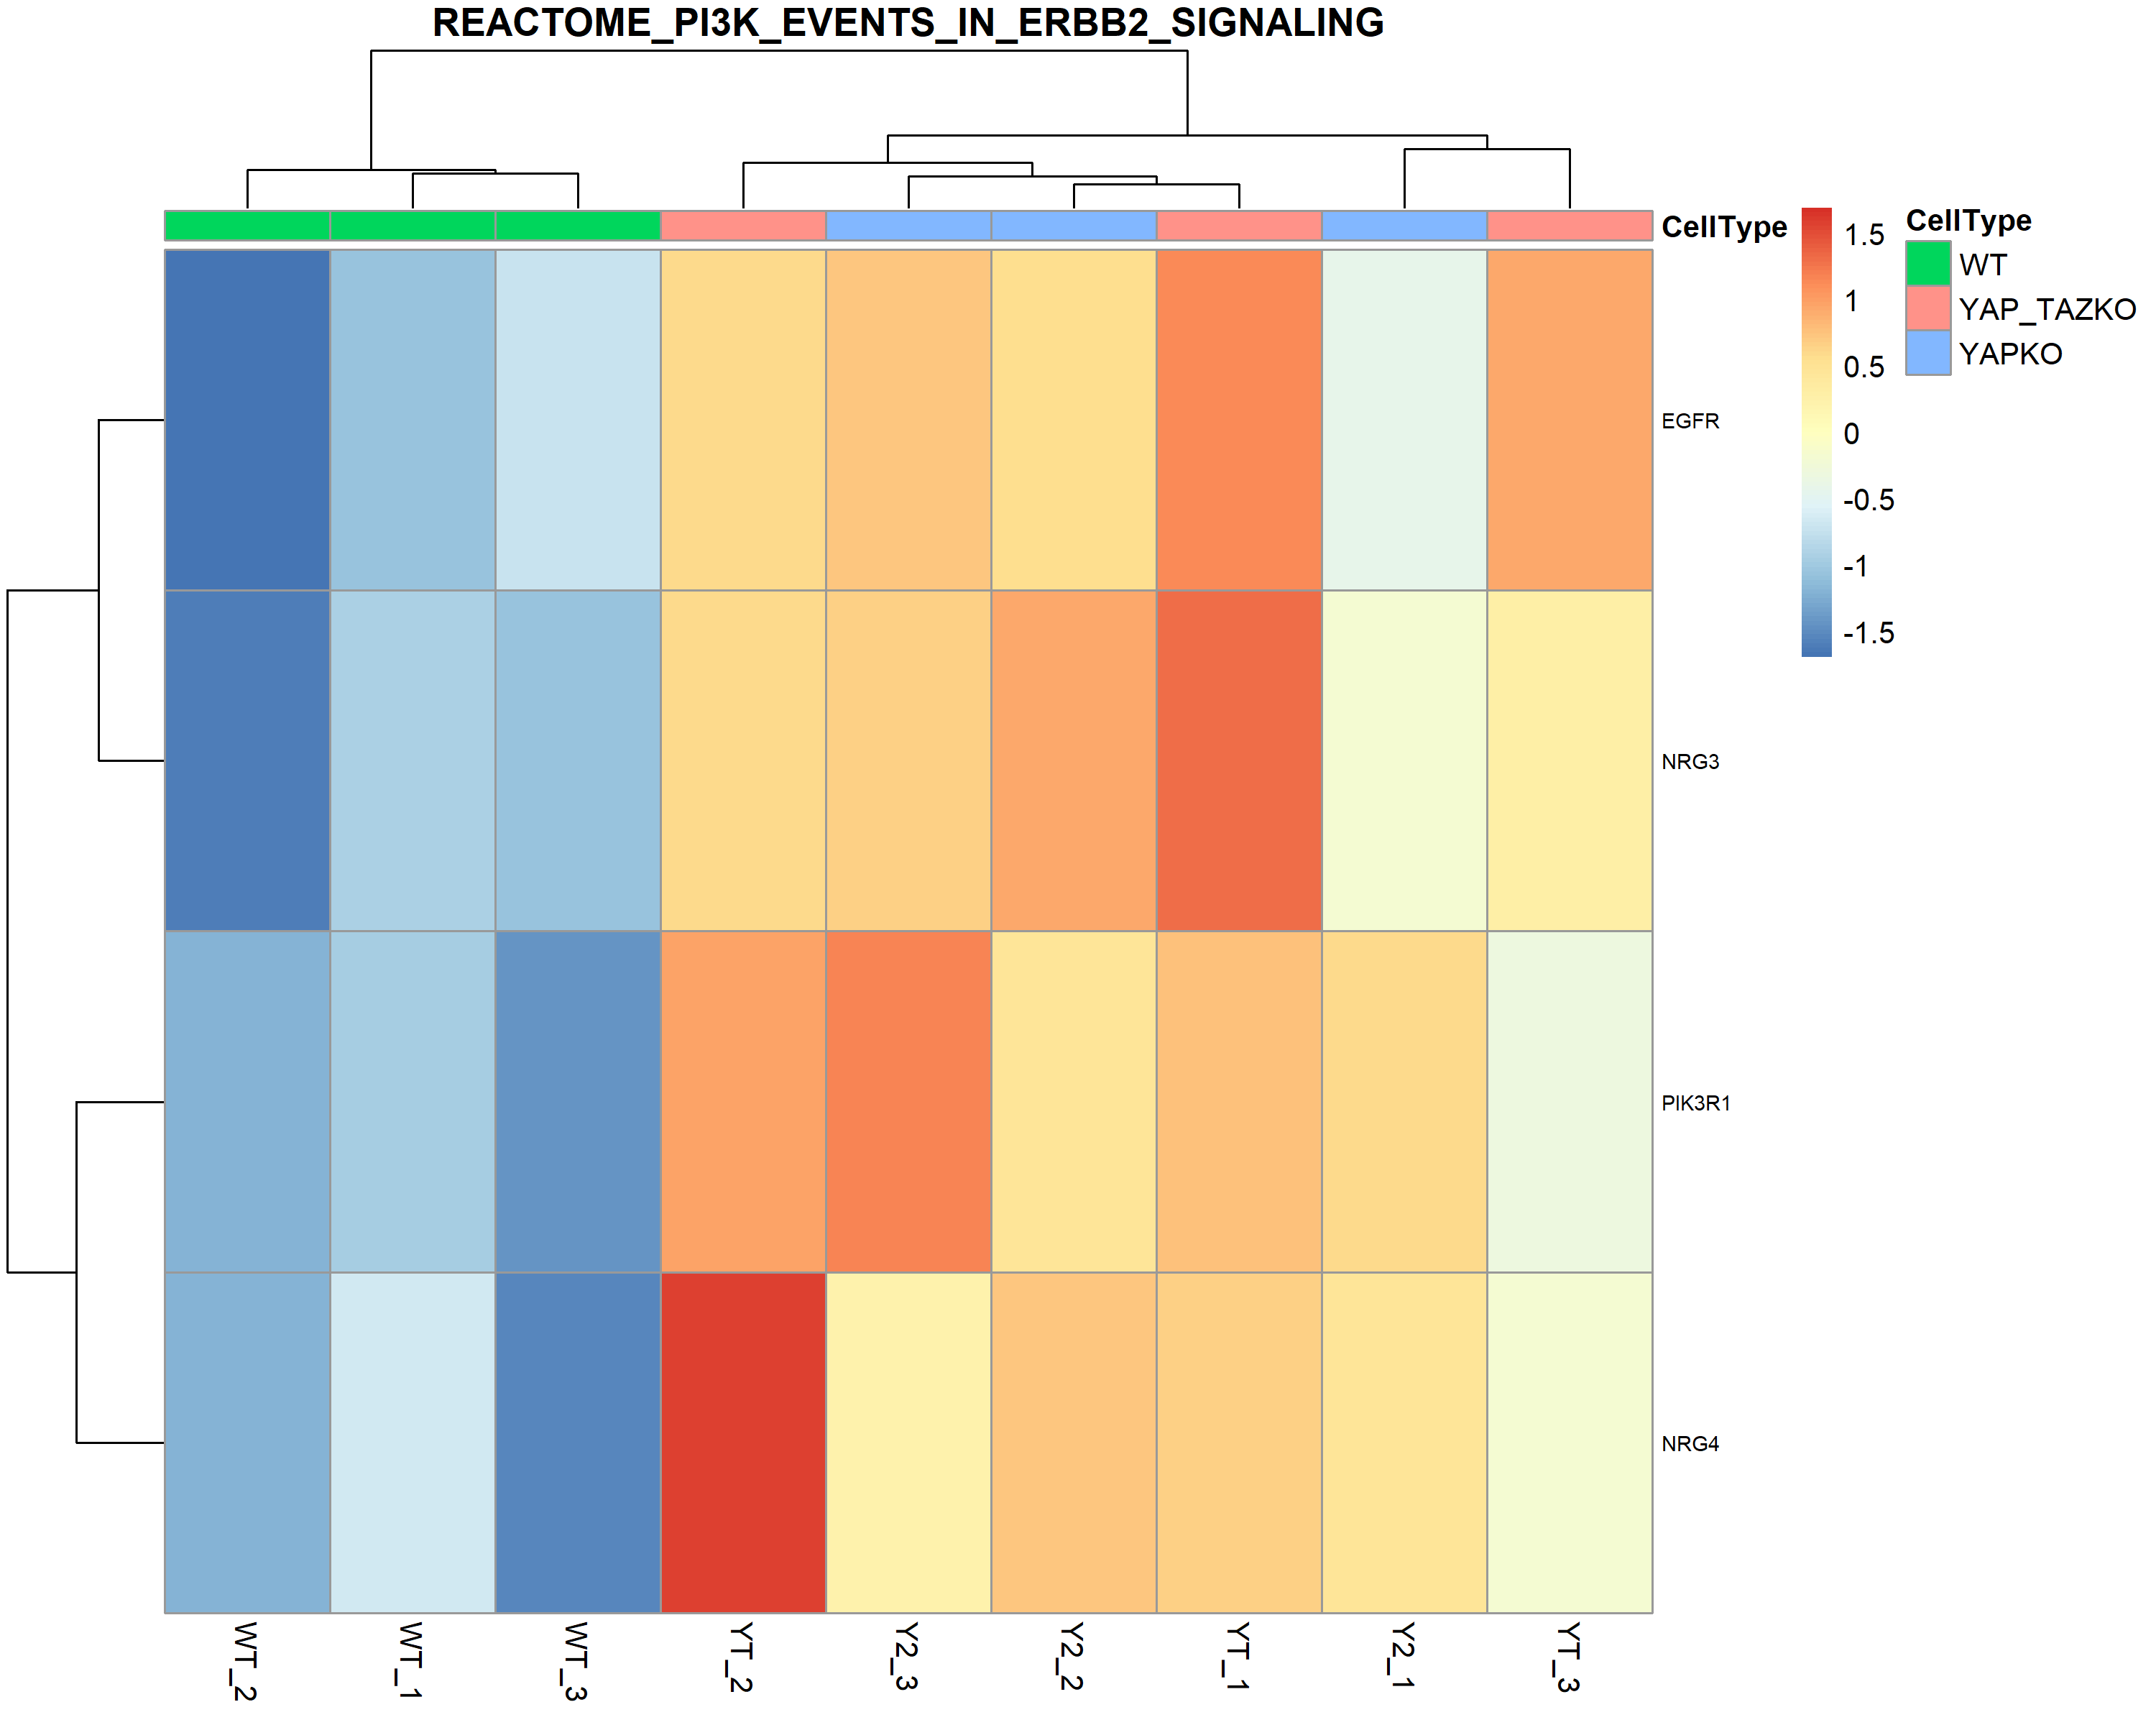 REACTOME_PI3K_EVENTS_IN_ERBB2_SIGNALING
CellType
1.5
1
0.5
0
-0.5
-1
-1.5
CellType
WT
YAP_TAZKO
YAPKO
EGFR
NRG3
PIK3R1
NRG4
WT_2
WT_1
WT_3
YT_2
Y2_3
Y2_2
YT_1
Y2_1
YT_3